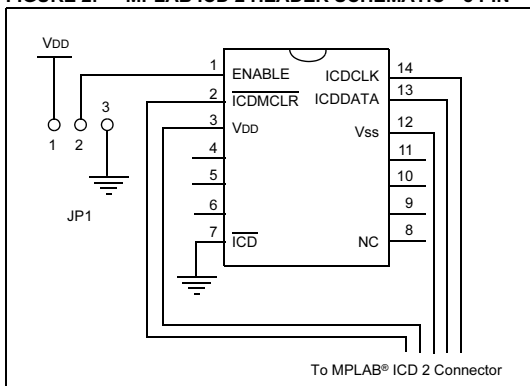 FIGURE 2: MPLAB ICD 2 HEADER SCHEMATIC - 8 PIN
VDD
1 ENABLE ICDCLK 14
2 ICDMCLR ICDDATA 13
3 VDD Vss 12
4 11
5 10
6 9
7 ICD NC 8
3
1 2
JP1
To MPLAB® ICD 2 Connector